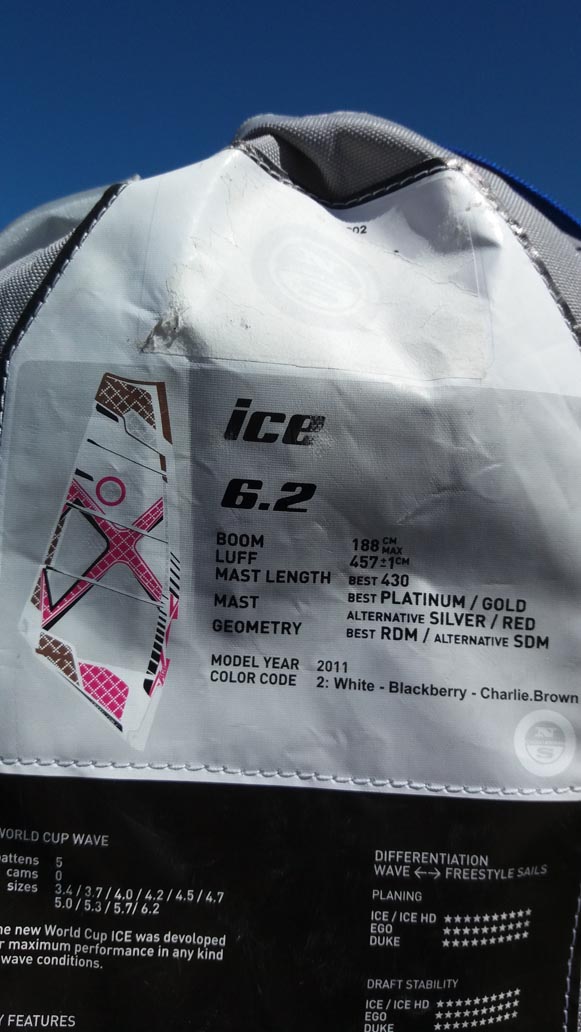 02
ice
6.2
BOOM 188 CM MAX
LUFF 457±1CM
MAST LENGTH BEST 430
MAST BEST PLATINUM / GOLD
ALTERNATIVE SILVER / RED
GEOMETRY BEST RDM / ALTERNATIVE SDM
MODEL YEAR 2011
COLOR CODE 2: White - Blackberry - Charlie.Brown
N
S
WORLD CUP WAVE
attens 5
cams 0
sizes 3.4 / 3.7 / 4.0 / 4.2 / 4.5 / 4.7
5.0 / 5.3 / 5.7/ 6.2
he new World Cup ICE was devoloped
r maximum performance in any kind
wave conditions.
Y FEATURES
DIFFERENTIATION
WAVE <--> FREESTYLE SAILS
PLANING
ICE / ICE HD
EGO
DUKE
DRAFT STABILITY
ICE / ICE HD
EGO
DUKE